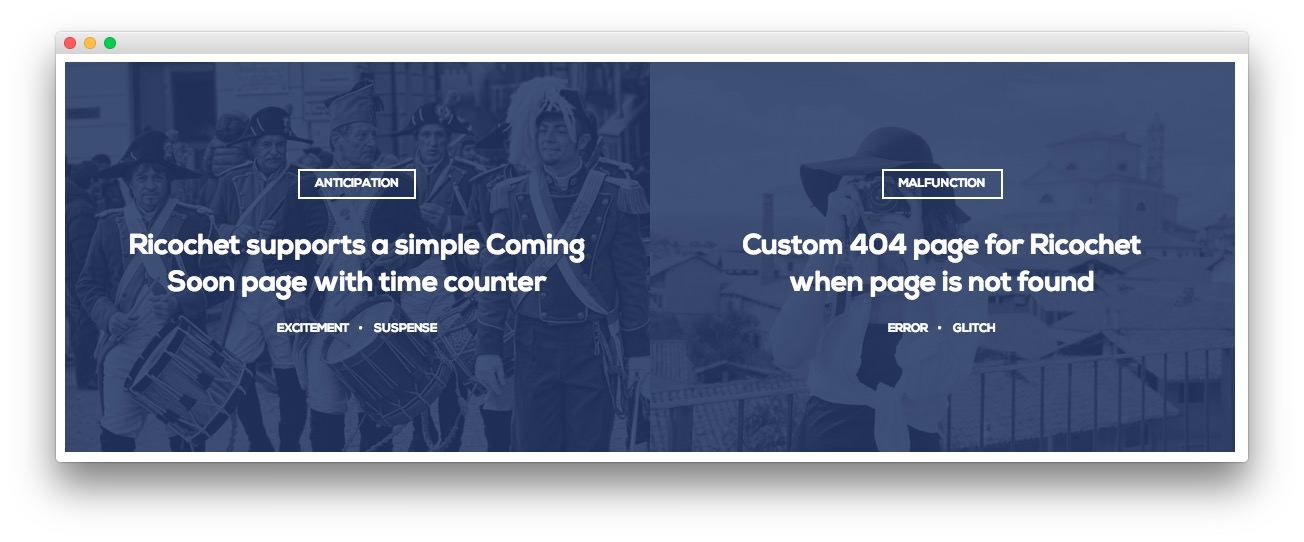 ANTICIPATION
Ricochet supports a simple Coming
Soon page with time counter
EXCITEMENT • SUSPENSE
MALFUNCTION
Custom 404 page for Ricochet
when page is not found
ERROR • GLITCH